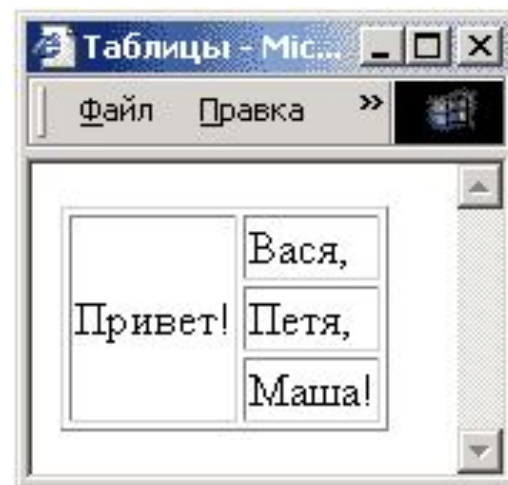 Таблицы - Mic...
Файл Правка »
Привет!
Вася,
Петя,
Маша!